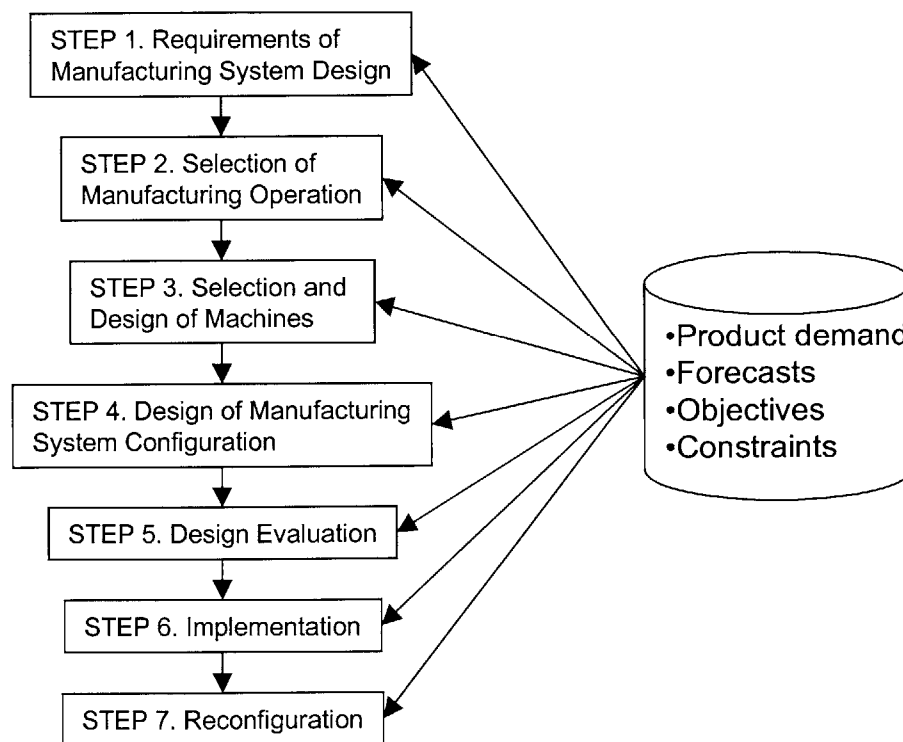 STEP 1. Requirements of
Manufacturing System Design
STEP 2. Selection of
Manufacturing Operation
STEP 3. Selection and
Design of Machines
STEP 4. Design of Manufacturing
System Configuration
STEP 5. Design Evaluation
STEP 6. Implementation
STEP 7. Reconfiguration
•Product demand
•Forecasts
•Objectives
•Constraints